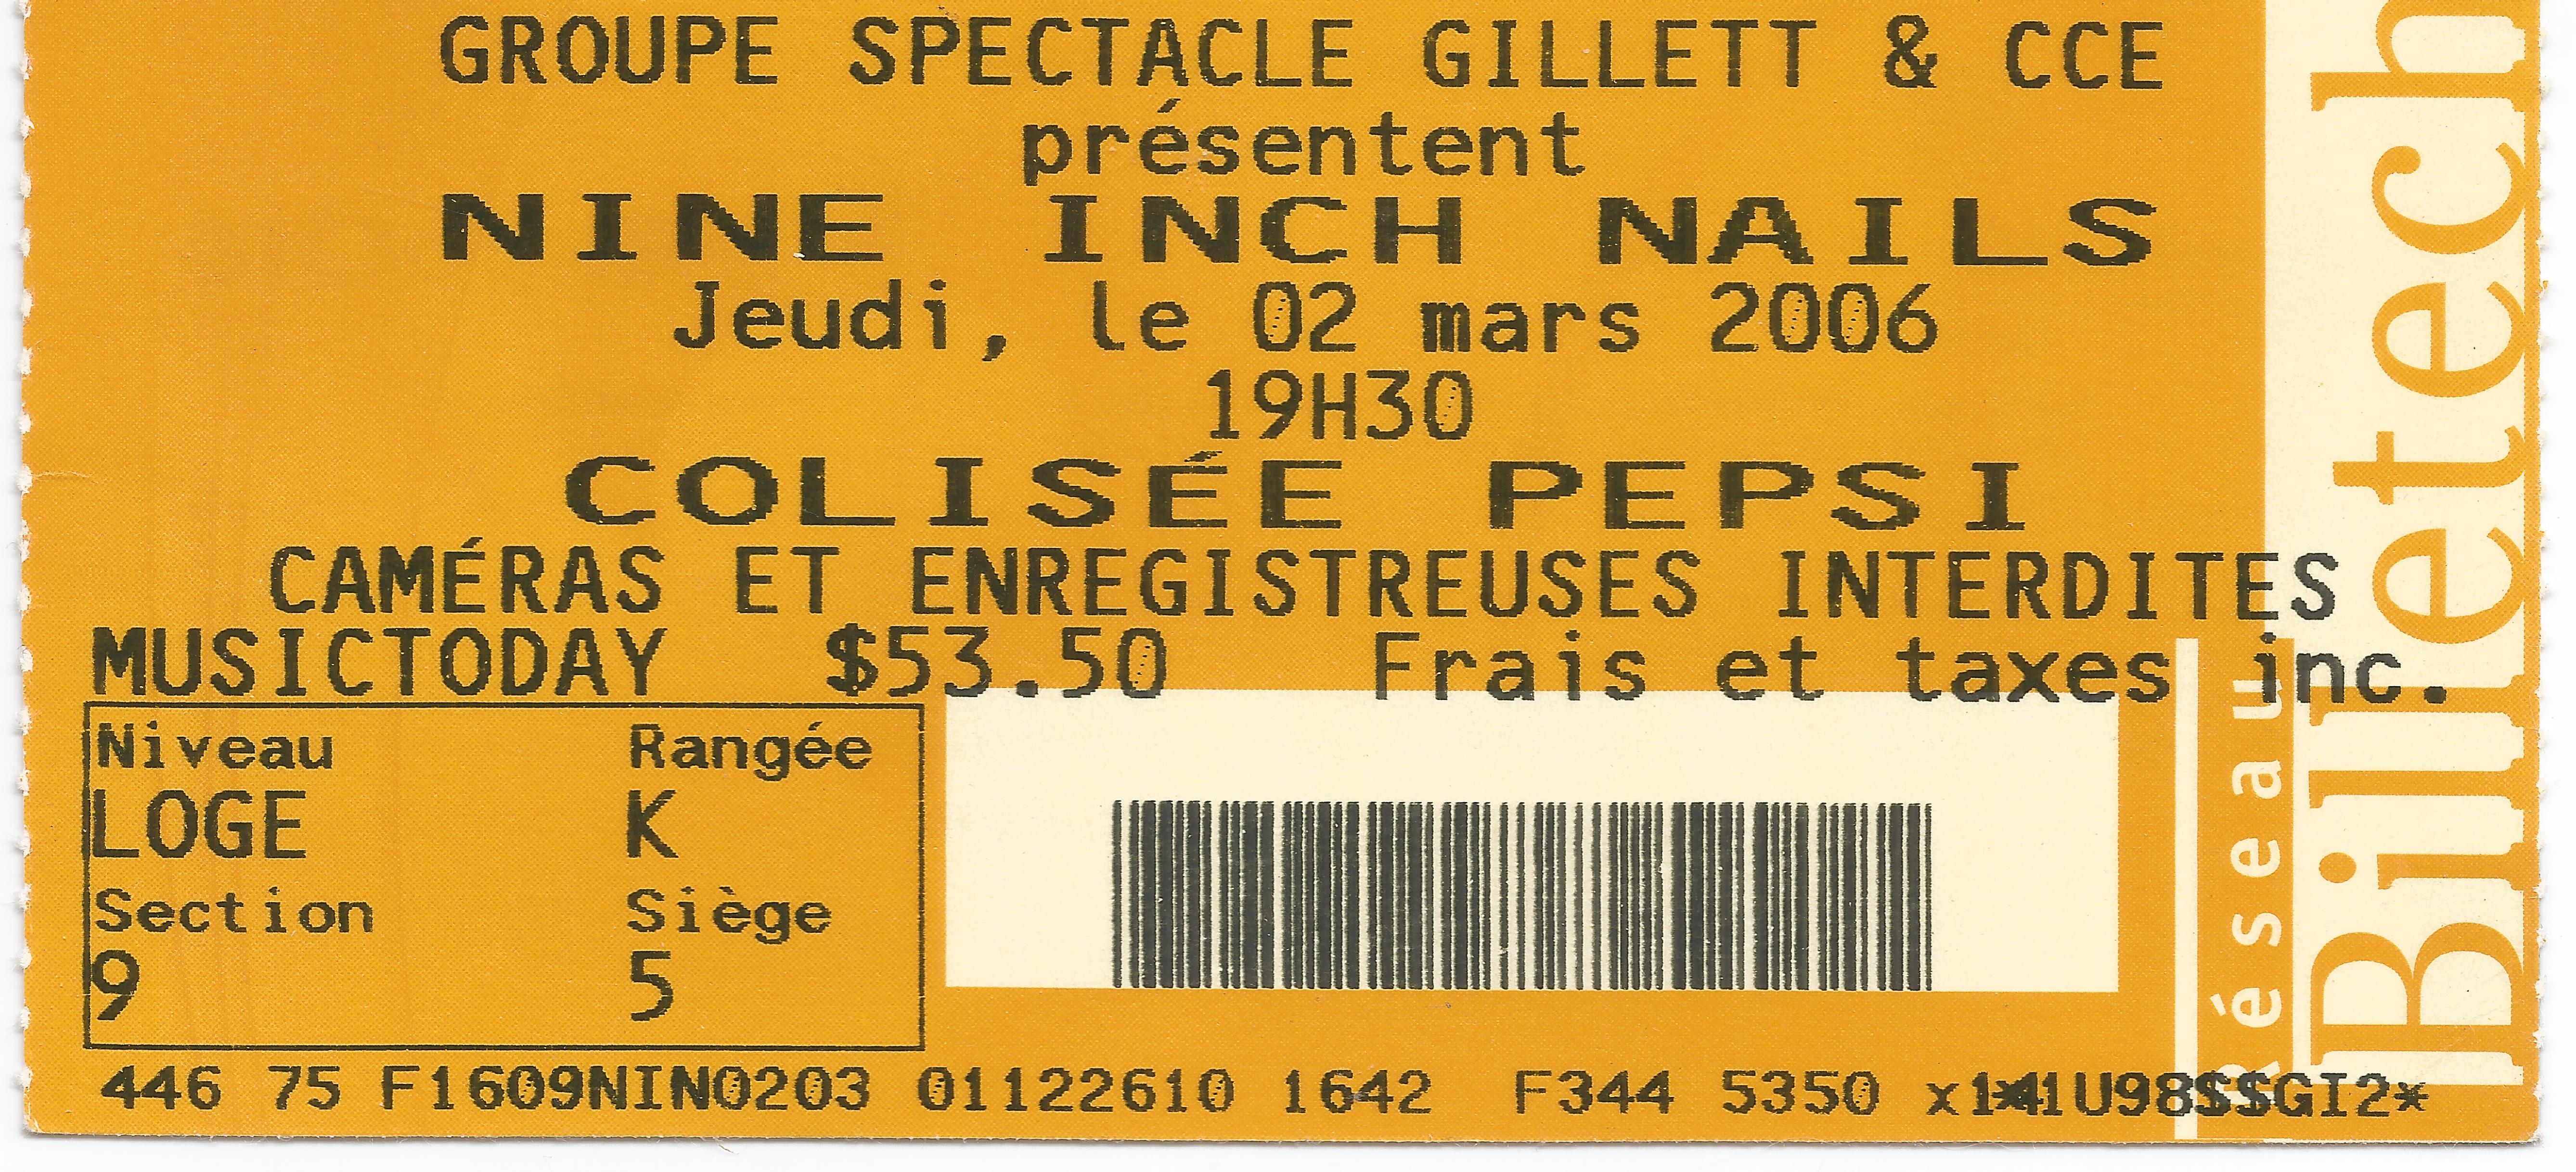 GROUPE SPECTACLE GILLETT & CCE
présentent
NINE INCH NAILS
Jeudi, le 02 mars 2006
19H30
COLISÉE PEPSI
CAMÉRAS ET ENREGISTREUSES INTERDITES
MUSICTODAY $53.50 Frais et taxes inc.
Niveau Rangée
LOGE K
Section Siège
9 5
446 75 F1609NIN0203 01122610 1642 F344 5350
Réseau
Billetech